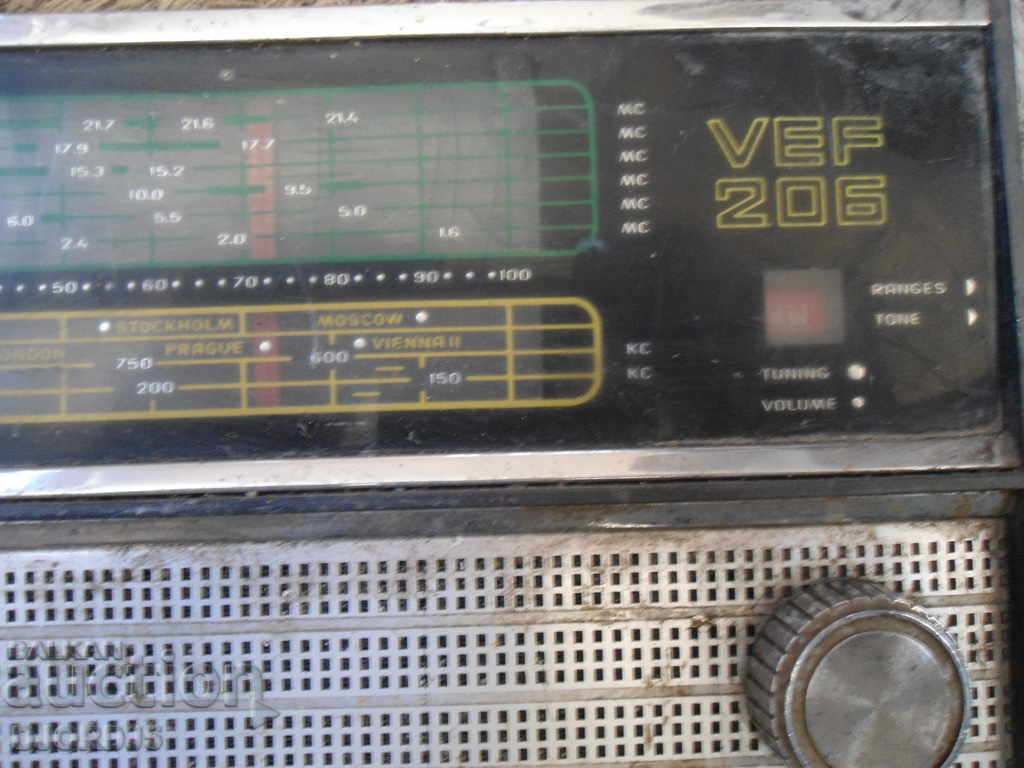 21.7 21.6 21.4 MC
17.9 17.7 MC
15.3 15.2 MC
10.0 9.5 MC
6.0 5.5 5.0 MC
2.4 2.0 1.6 MC
VEF
206
50 60 70 80 90 100
STOCKHOLM MOSCOW
LONDON PRAGUE VIENNA II KC
750 600
200 150 KC
RANGES
TONE
TUNING
VOLUME
BALKAN
auction